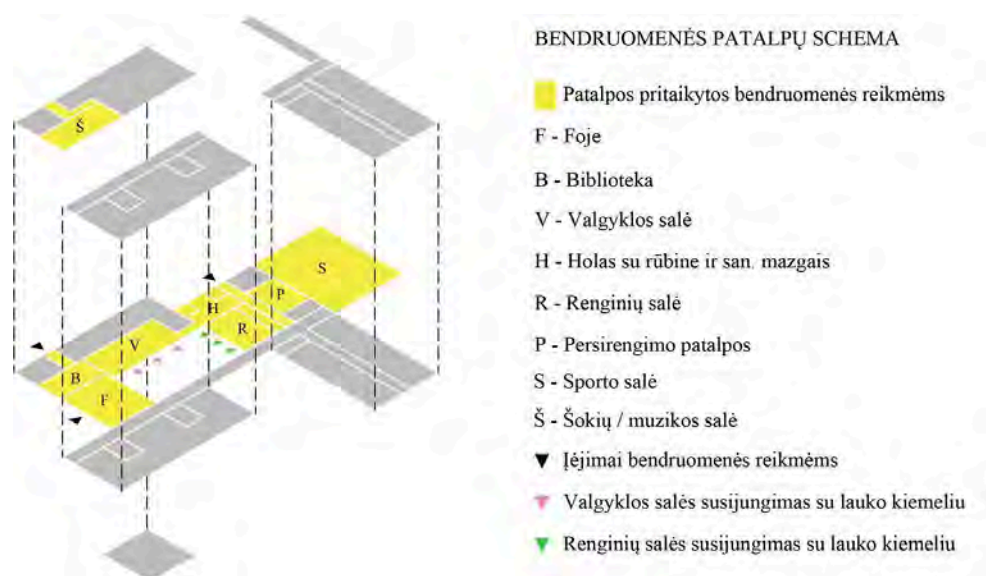 BENDRUOMENĖS PATALPŲ SCHEMA
Patalpos pritaikytos bendruomenės reikmėms
F - Foje
B - Biblioteka
V - Valgyklos salė
H - Holas su rūbine ir san. mazgais
R - Renginių salė
P - Persirengimo patalpos
S - Sporto salė
Š - Šokių / muzikos salė
Įėjimai bendruomenės reikmėms
Valgyklos salės susijungimas su lauko kiemeliu
Renginių salės susijungimas su lauko kiemeliu
Š
S
P
H
R
V
B
F